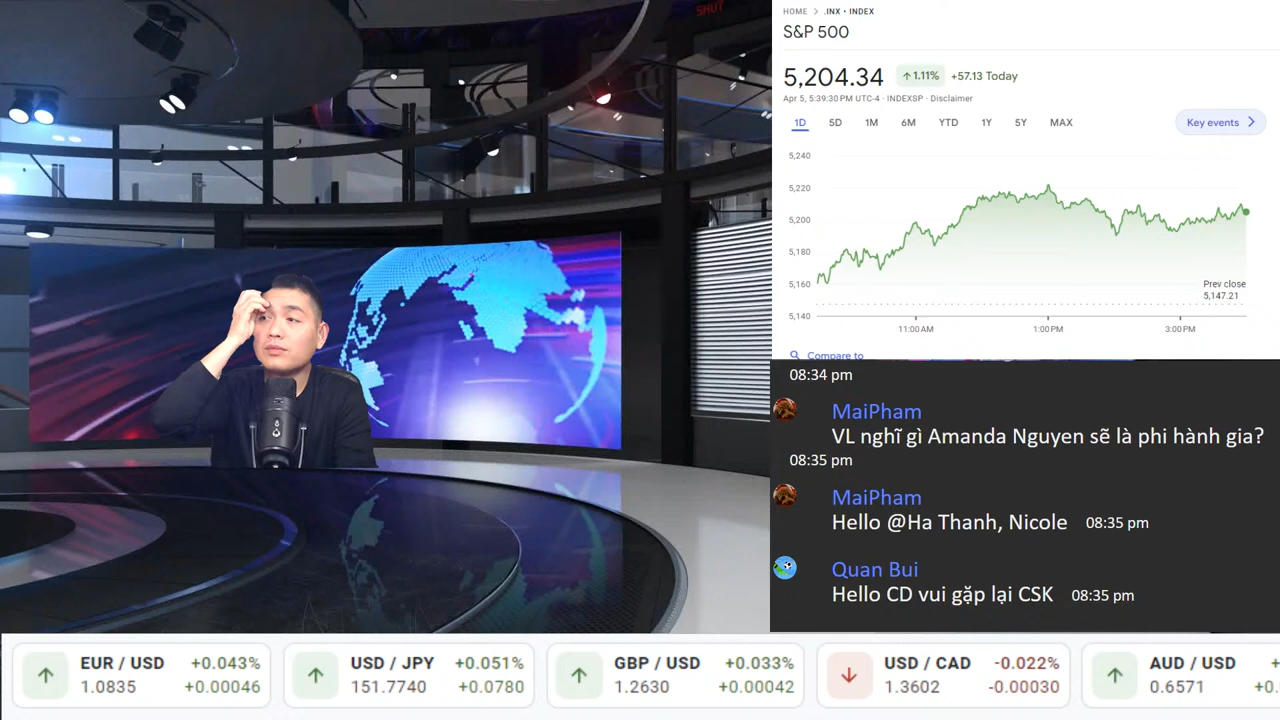 SHUT
HOME > .INX • INDEX
S&P 500
5,204.34 ↑1.11% +57.13 Today
Apr 5, 5:39:30 PM UTC-4 · INDEXSP · Disclaimer
1D 5D 1M 6M YTD 1Y 5Y MAX Key events
5,240
5,220
5,200
5,180
5,160
5,140
Prev close
5,147.21
11:00 AM 1:00 PM 3:00 PM
Compare to
08:34 pm
MaiPham
VL nghĩ gì Amanda Nguyen sẽ là phi hành gia?
08:35 pm
MaiPham
Hello @Ha Thanh, Nicole 08:35 pm
Quan Bui
Hello CD vui gặp lại CSK 08:35 pm
EUR / USD +0.043%
1.0835 +0.00046
USD / JPY +0.051%
151.7740 +0.0780
GBP / USD +0.033%
1.2630 +0.00042
USD / CAD -0.022%
1.3602 -0.00030
AUD / USD
0.6571 +0.